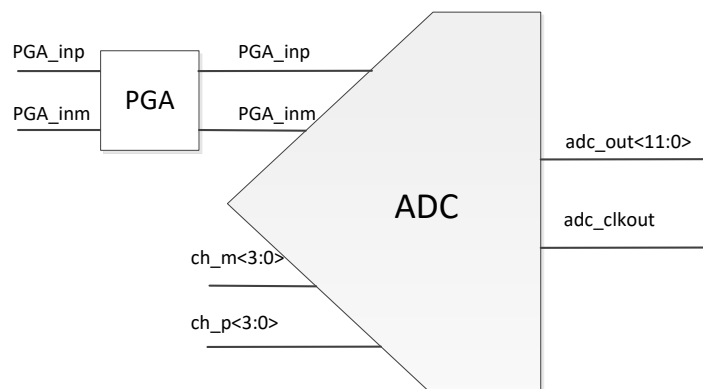 PGA_inp
PGA_inp
PGA
PGA_inm
PGA_inm
adc_out<11:0>
ADC
adc_clkout
ch_m<3:0>
ch_p<3:0>